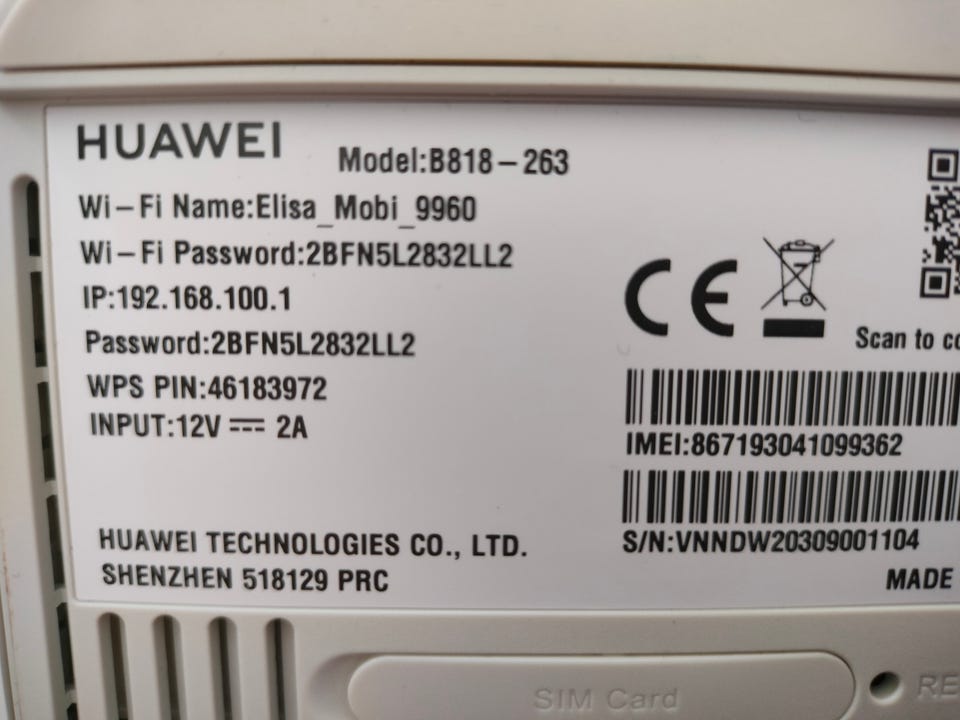 HUAWEI
Model:B818-263
Wi-Fi Name:Elisa_Mobi_9960
Wi-Fi Password:2BFN5L2832LL2
IP:192.168.100.1
Password:2BFN5L2832LL2
WPS PIN:46183972
INPUT:12V ⎓ 2A
HUAWEI TECHNOLOGIES CO., LTD.
SHENZHEN 518129 PRC
CE
Scan to
IMEI:867193041099362
S/N:VNNDW20309001104
MADE
SIM Card